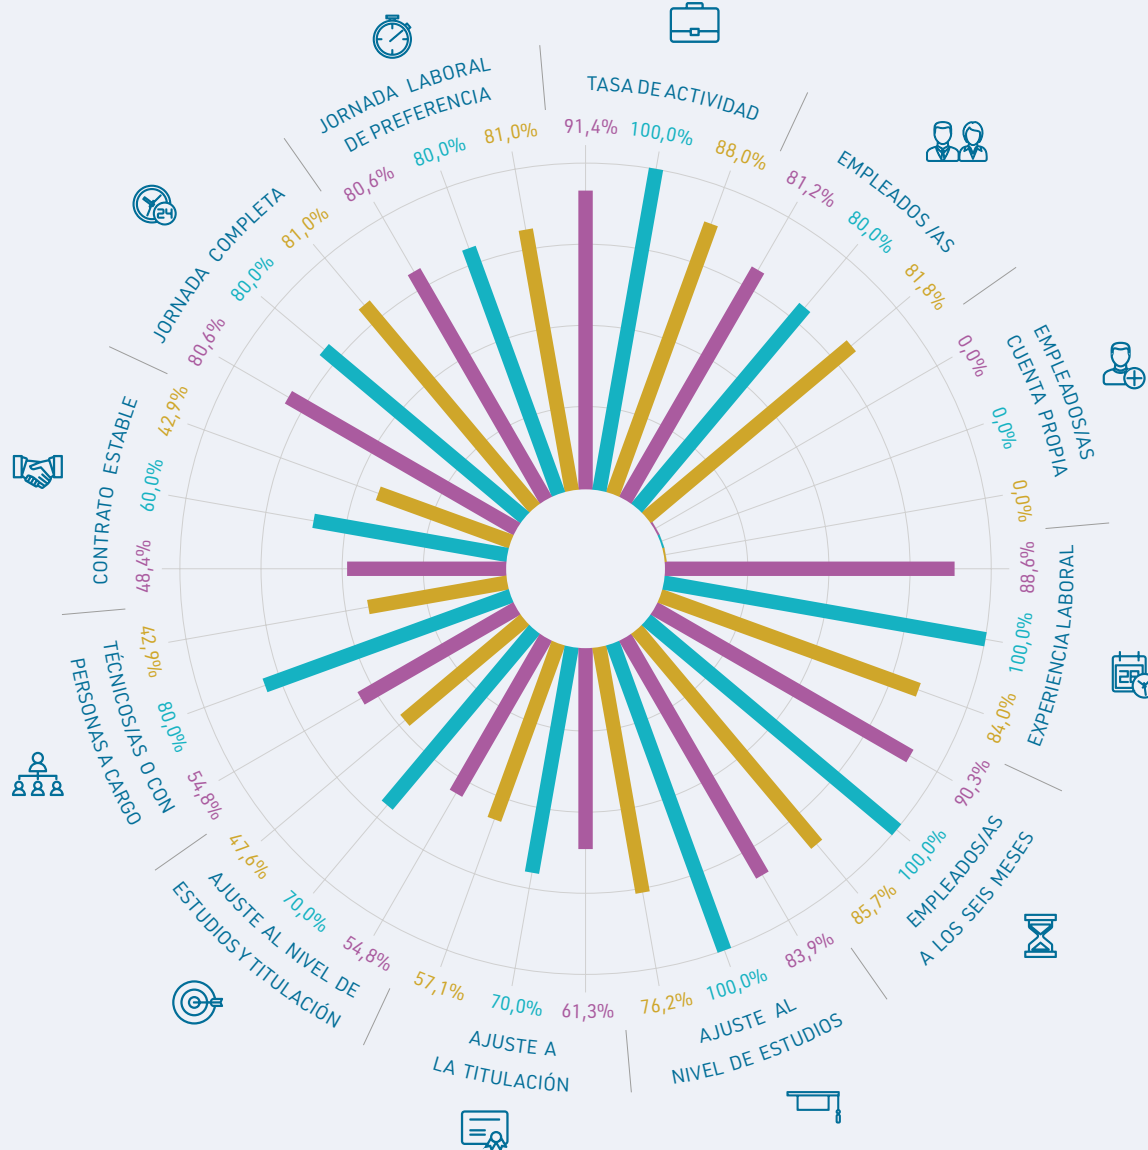 TASA DE ACTIVIDAD
91,4%
100,0%
88,0%
EMPLEADOS /AS
81,2%
80,0%
81,8%
EMPLEADOS/AS
CUENTA PROPIA
0,0%
0,0%
0,0%
EXPERIENCIA LABORAL
88,6%
100,0%
84,0%
EMPLEADOS/AS
A LOS SEIS MESES
90,3%
100,0%
85,7%
AJUSTE AL
NIVEL DE ESTUDIOS
83,9%
100,0%
76,2%
AJUSTE A
LA TITULACIÓN
61,3%
70,0%
57,1%
AJUSTE AL NIVEL DE
ESTUDIOS Y TITULACIÓN
54,8%
70,0%
47,6%
TÉCNICOS/AS O CON
PERSONAS A CARGO
54,8%
80,0%
42,9%
CONTRATO ESTABLE
48,4%
60,0%
42,9%
JORNADA COMPLETA
80,6%
80,0%
81,0%
JORNADA LABORAL
DE PREFERENCIA
80,6%
80,0%
81,0%
24